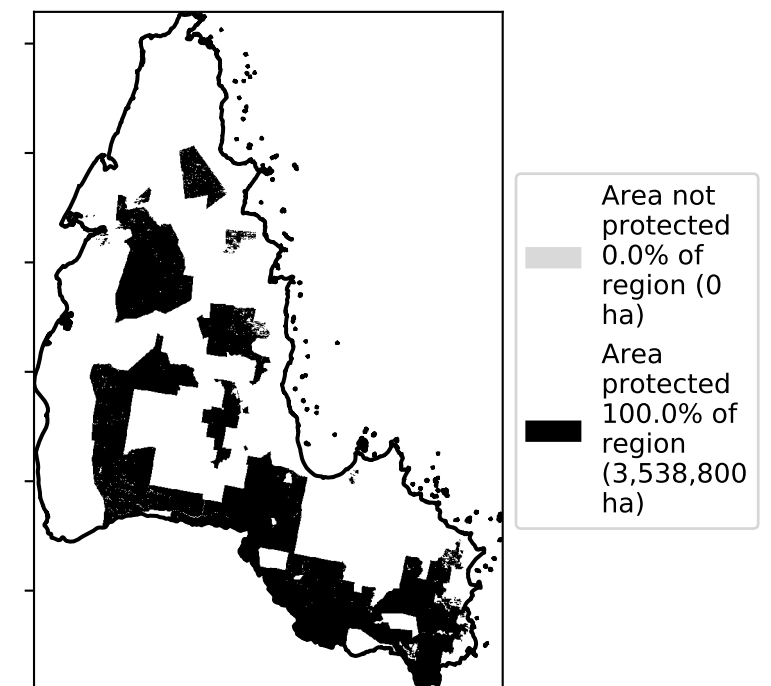 Area not
protected
0.0% of
region (0
ha)
Area
protected
100.0% of
region
(3,538,800
ha)